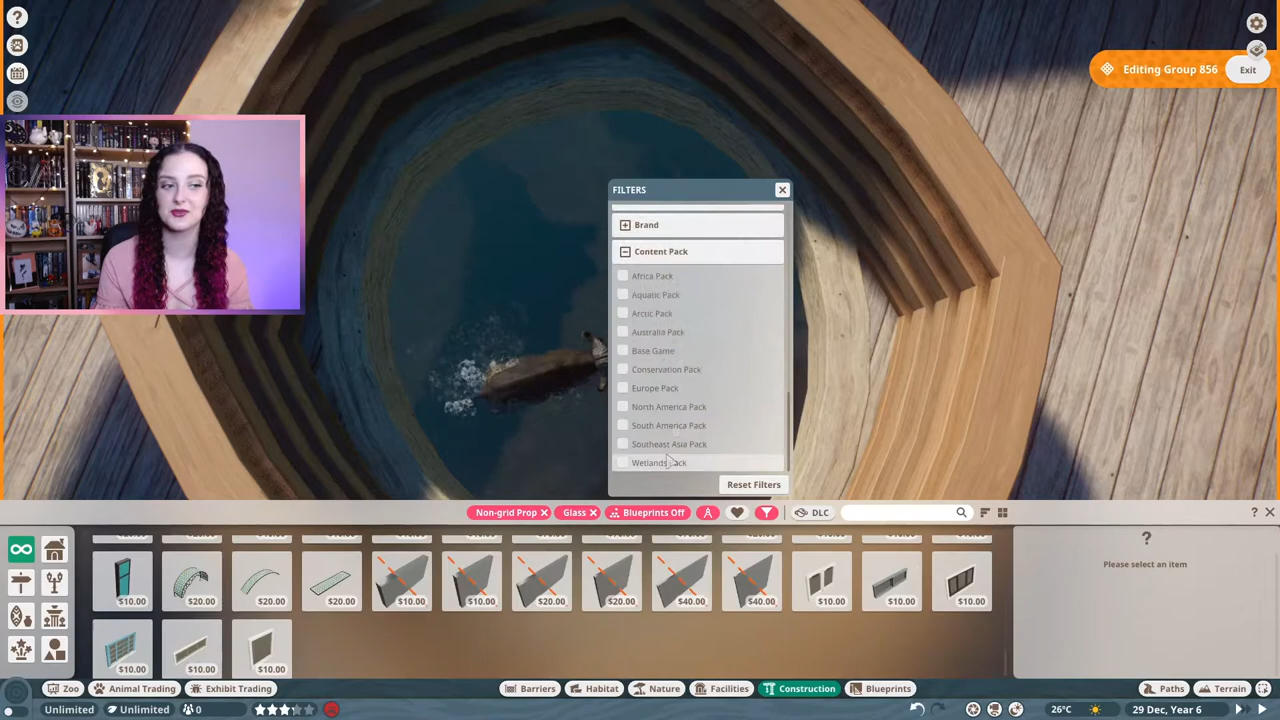 Editing Group 856
Exit
FILTERS
Brand
Content Pack
Africa Pack
Aquatic Pack
Arctic Pack
Australia Pack
Base Game
Conservation Pack
Europe Pack
North America Pack
South America Pack
Southeast Asia Pack
Wetlands Pack
Reset Filters
Non-grid Prop
Glass
Blueprints Off
DLC
?
?
Please select an item
$10.00 $20.00 $20.00 $20.00 $10.00 $10.00 $20.00 $20.00 $40.00 $40.00 $10.00 $10.00 $10.00
$10.00 $10.00 $10.00
Zoo Animal Trading Exhibit Trading Barriers Habitat Nature Facilities Construction Blueprints Paths Terrain
Unlimited Unlimited 0 26°C 29 Dec, Year 6